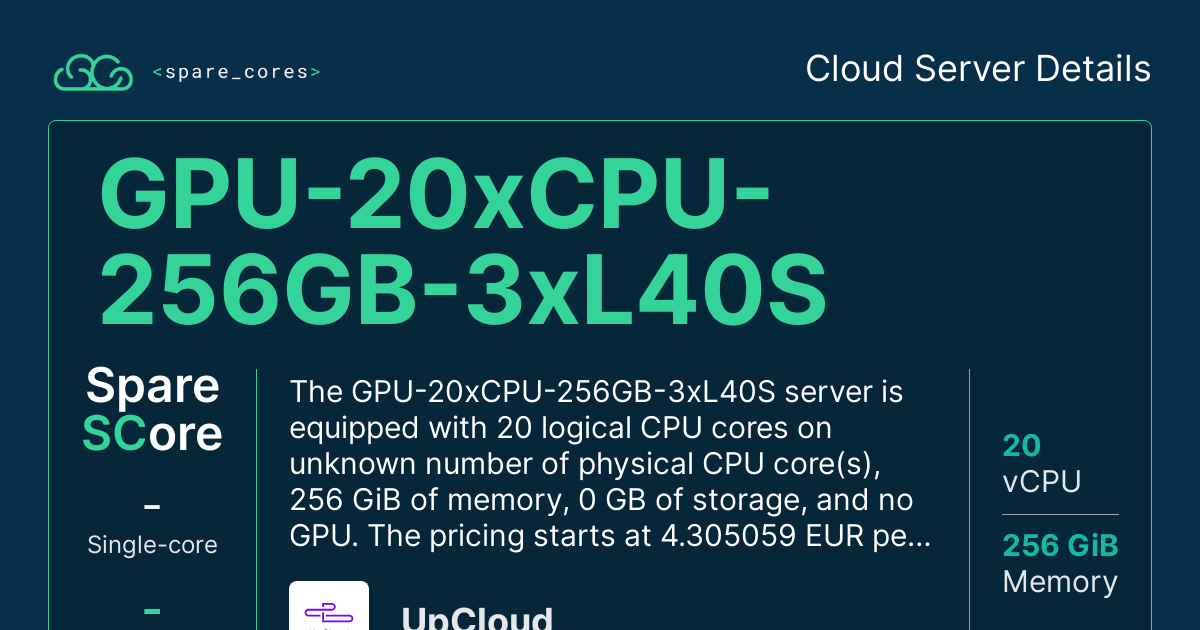 <spare_cores>
Cloud Server Details
GPU-20xCPU-
256GB-3xL40S
Spare
SCore
–
Single-core
–
The GPU-20xCPU-256GB-3xL40S server is
equipped with 20 logical CPU cores on
unknown number of physical CPU core(s),
256 GiB of memory, 0 GB of storage, and no
GPU. The pricing starts at 4.305059 EUR pe...
UpCloud
20
vCPU
256 GiB
Memory